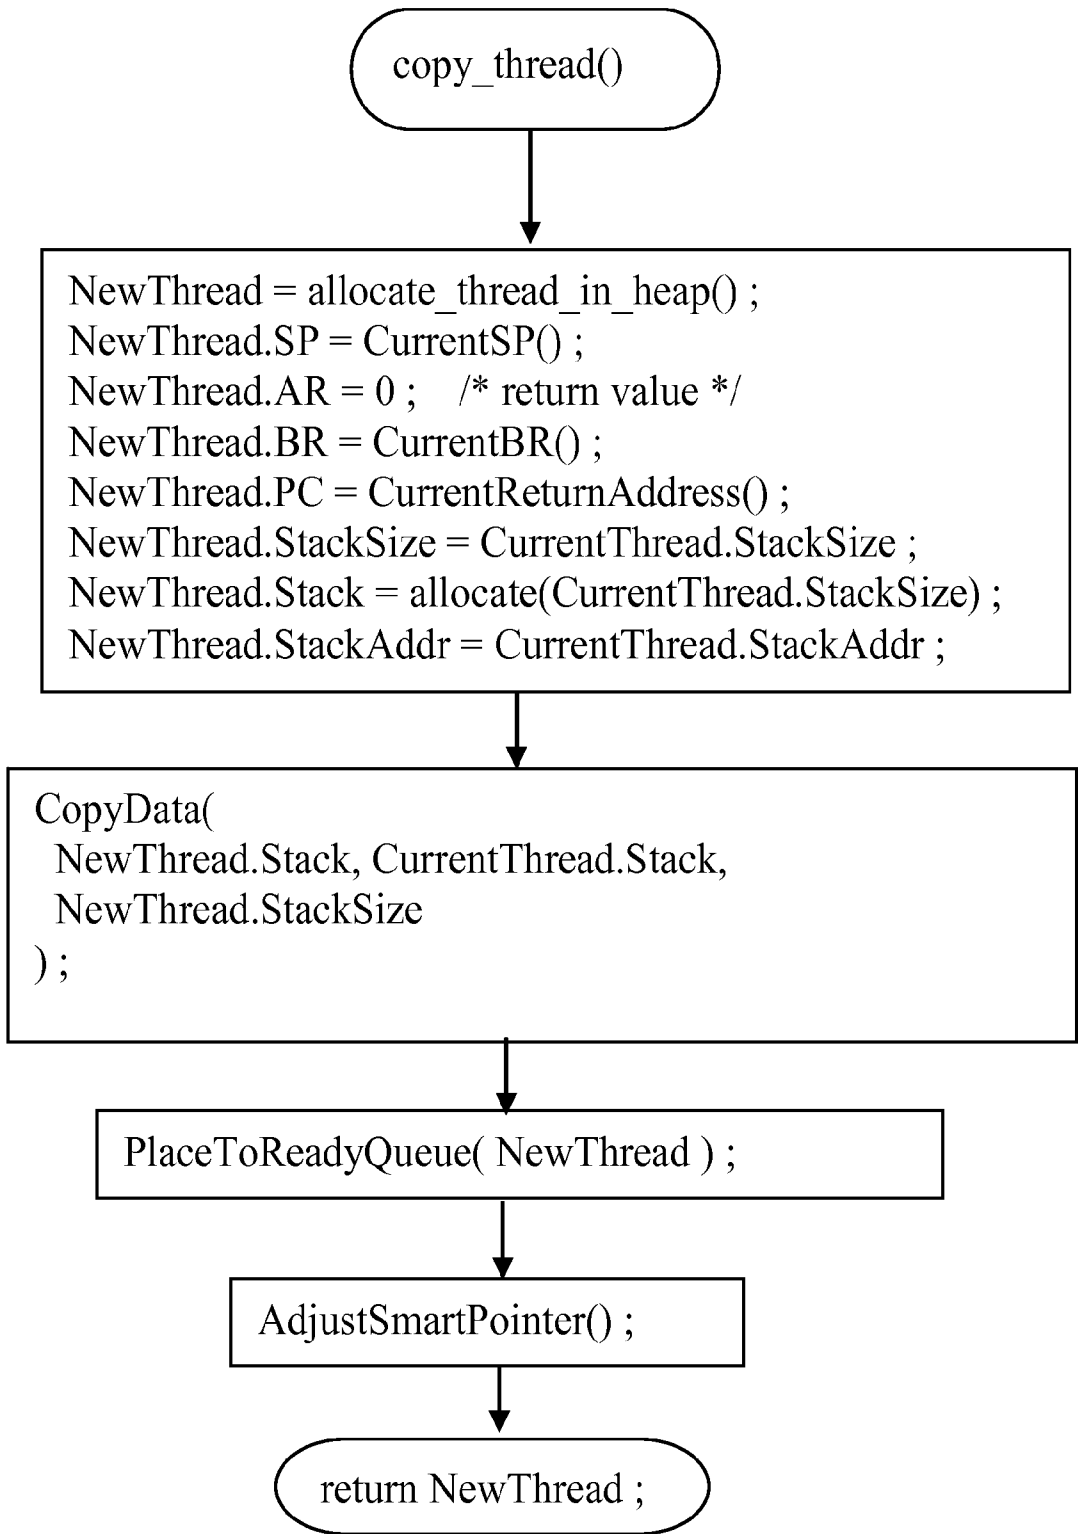 copy_thread()
NewThread = allocate_thread_in_heap() ;
NewThread.SP = CurrentSP() ;
NewThread.AR = 0 ; /* return value */
NewThread.BR = CurrentBR() ;
NewThread.PC = CurrentReturnAddress() ;
NewThread.StackSize = CurrentThread.StackSize ;
NewThread.Stack = allocate(CurrentThread.StackSize) ;
NewThread.StackAddr = CurrentThread.StackAddr ;
CopyData(
NewThread.Stack, CurrentThread.Stack,
NewThread.StackSize
) ;
PlaceToReadyQueue( NewThread ) ;
AdjustSmartPointer() ;
return NewThread ;